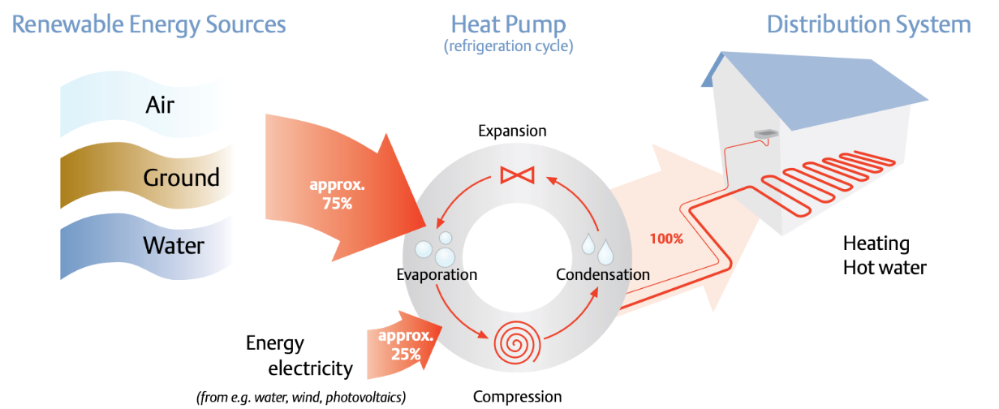 Renewable Energy Sources
Heat Pump
(refrigeration cycle)
Distribution System
Air
Ground
Water
approx.
75%
Expansion
Evaporation
Condensation
Compression
100%
Heating
Hot water
Energy
electricity
(from e.g. water, wind, photovoltaics)
approx.
25%